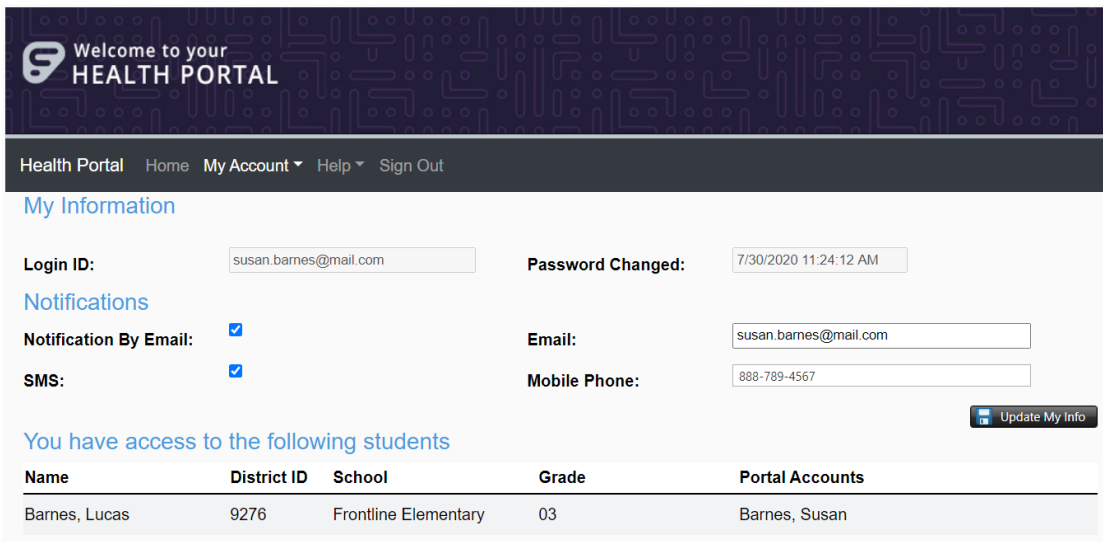 Welcome to your
HEALTH PORTAL
Health Portal Home My Account Help Sign Out
My Information
Login ID: susan.barnes@mail.com Password Changed: 7/30/2020 11:24:12 AM
Notifications
Notification By Email: Email: susan.barnes@mail.com
SMS: Mobile Phone: 888-789-4567
Update My Info
You have access to the following students
Name District ID School Grade Portal Accounts
Barnes, Lucas 9276 Frontline Elementary 03 Barnes, Susan